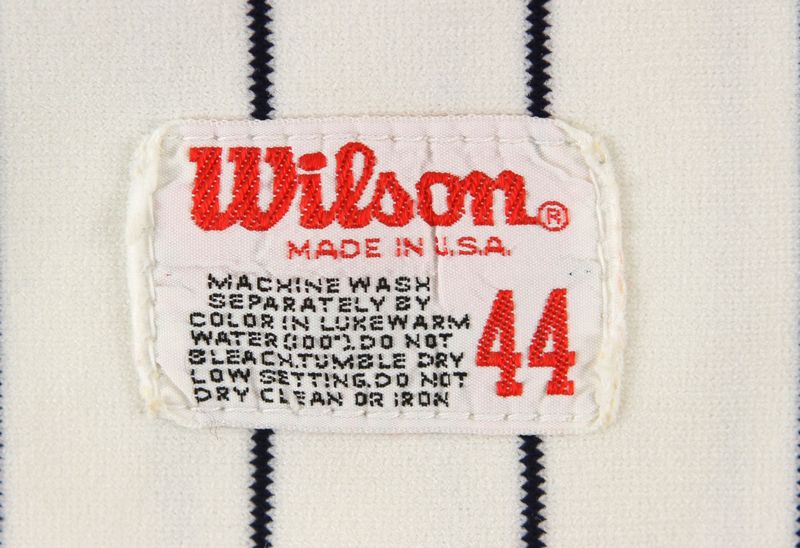 Wilson®
MADE IN U.S.A.
MACHINE WASH
SEPARATELY BY
COLOR IN LUKEWARM
WATER(100°).DO NOT
BLEACH.TUMBLE DRY
LOW SETTING.DO NOT
DRY CLEAN OR IRON
44